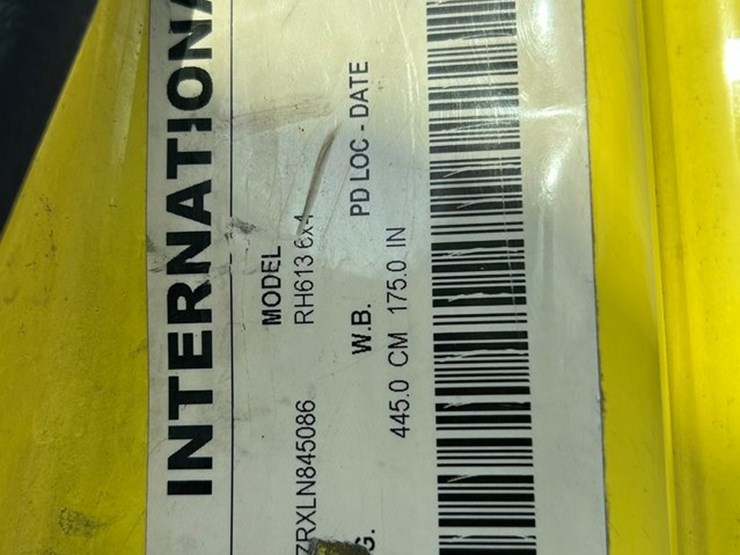 INTERNATIONA
MODEL
ZRXLN845086 RH613 6x4
G. W.B. PD LOC - DATE
445.0 CM 175.0 IN